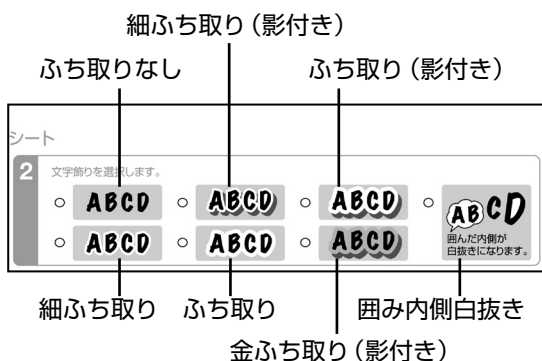 細ふち取り（影付き）
ふち取りなし
ふち取り（影付き）
シート
2
文字飾りを選択します。
ABCD
ABCD
ABCD
ABCD
ABCD
ABCD
ABCD
囲んだ内側が
白抜きになります。
細ふち取り
ふち取り
囲み内側白抜き
金ふち取り（影付き）